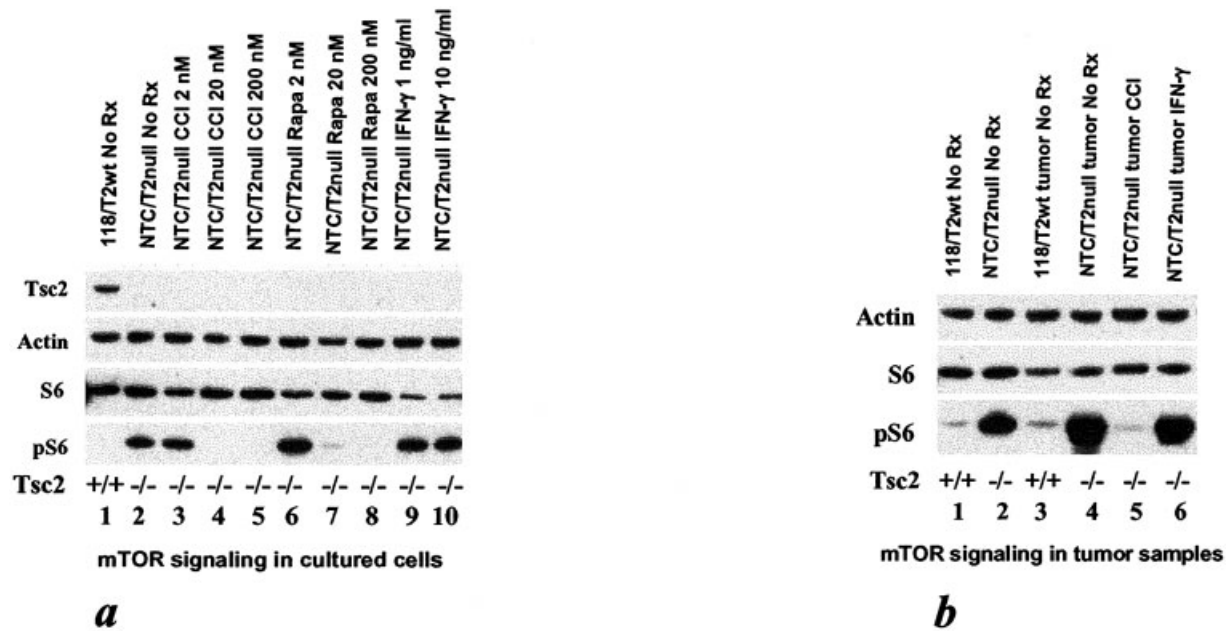 118/T2wt No Rx
NTC/T2null No Rx
NTC/T2null CCI 2 nM
NTC/T2null CCI 20 nM
NTC/T2null CCI 200 nM
NTC/T2null Rapa 2 nM
NTC/T2null Rapa 20 nM
NTC/T2null Rapa 200 nM
NTC/T2null IFN-γ 1 ng/ml
NTC/T2null IFN-γ 10 ng/ml
Tsc2
Actin
S6
pS6
Tsc2 +/+ -/- -/- -/- -/- -/- -/- -/- -/- -/-
1 2 3 4 5 6 7 8 9 10
mTOR signaling in cultured cells
a
118/T2wt No Rx
NTC/T2null No Rx
118/T2wt tumor No Rx
NTC/T2null tumor No Rx
NTC/T2null tumor CCI
NTC/T2null tumor IFN-γ
Actin
S6
pS6
Tsc2 +/+ -/- +/+ -/- -/- -/-
1 2 3 4 5 6
mTOR signaling in tumor samples
b